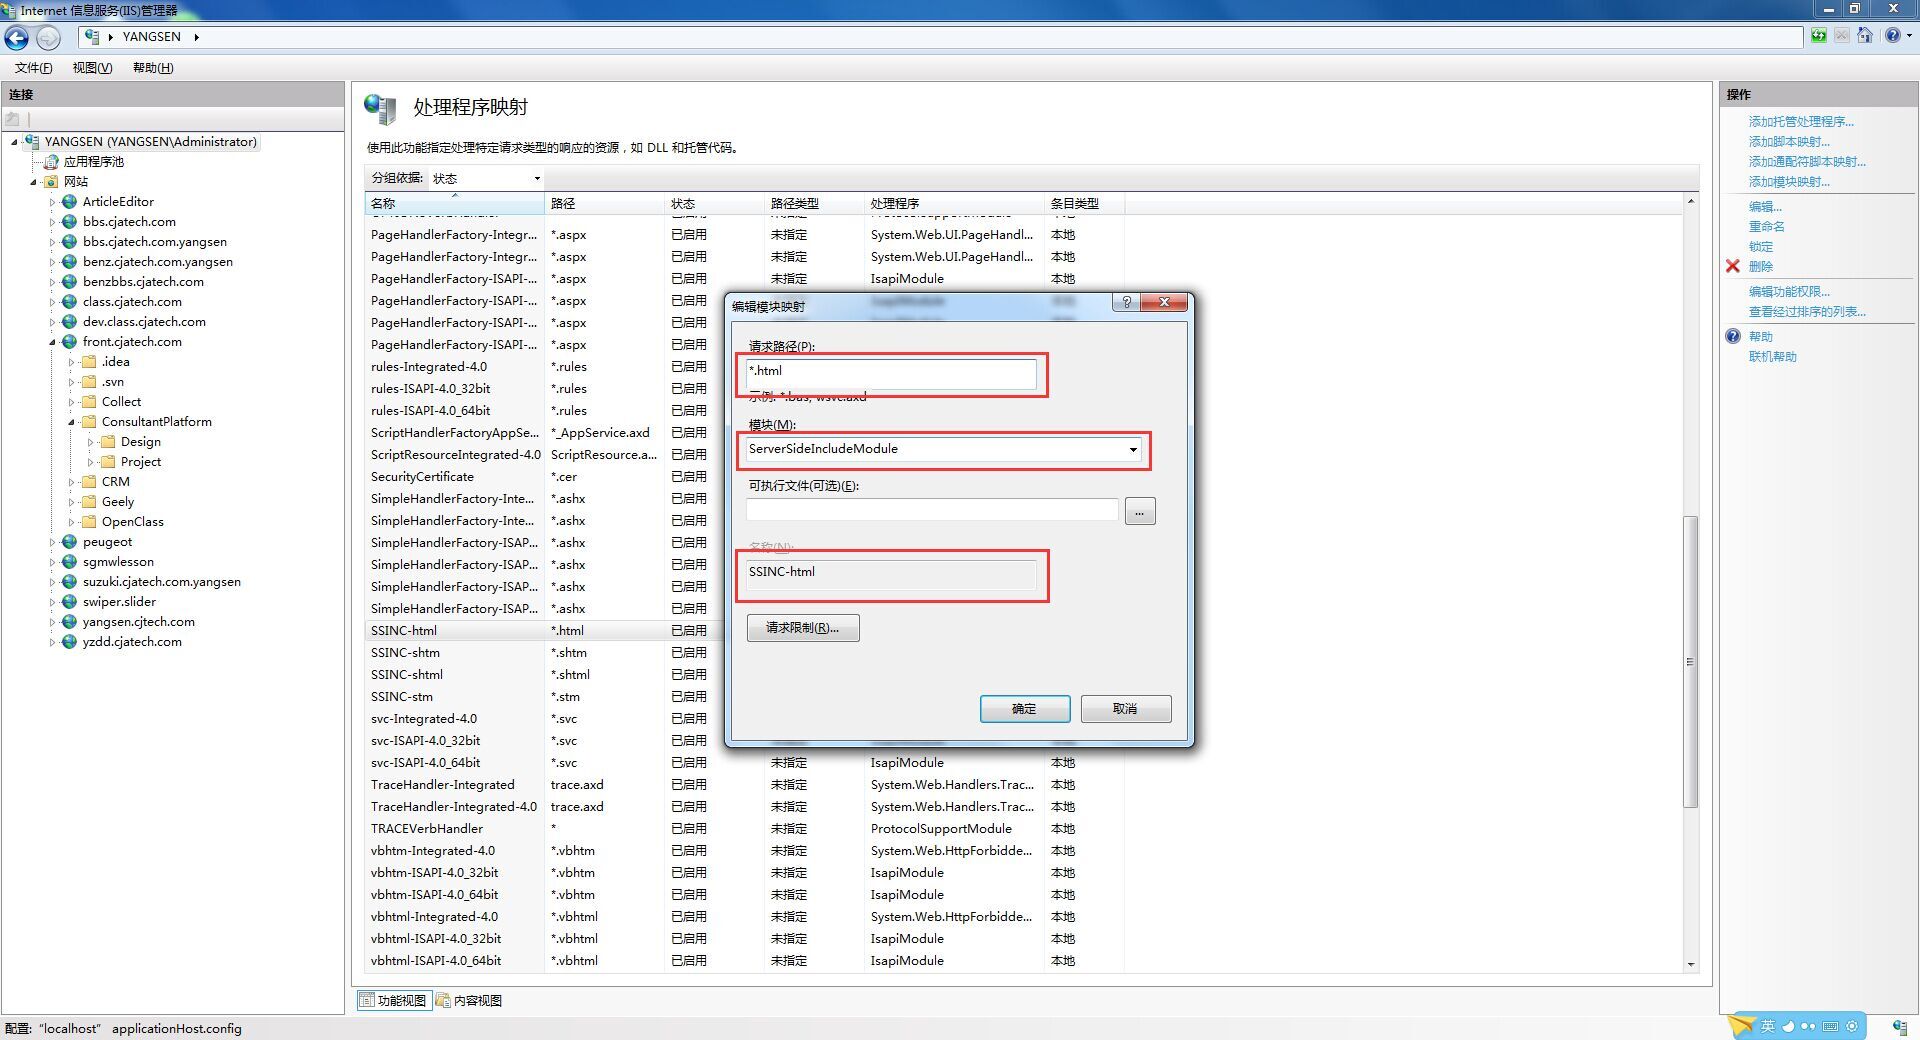 Internet 信息服务(IIS)管理器
YANGSEN
文件(F) 视图(V) 帮助(H)
连接
YANGSEN (YANGSEN\Administrator)
应用程序池
网站
ArticleEditor
bbs.cjatech.com
bbs.cjatech.com.yangsen
benz.cjatech.com.yangsen
benzbbs.cjatech.com
class.cjatech.com
dev.class.cjatech.com
front.cjatech.com
.idea
.svn
Collect
ConsultantPlatform
Design
Project
CRM
Geely
OpenClass
peugeot
sgmwlesson
suzuki.cjatech.com.yangsen
swiper.slider
yangsen.cjtech.com
yzdd.cjatech.com
处理程序映射
使用此功能指定处理特定请求类型的响应的资源，如 DLL 和托管代码。
分组依据: 状态
名称 路径 状态 路径类型 处理程序 条目类型
PageHandlerFactory-Integr... *.aspx 已启用 未指定 System.Web.UI.PageHandl... 本地
PageHandlerFactory-Integr... *.aspx 已启用 未指定 System.Web.UI.PageHandl... 本地
PageHandlerFactory-ISAPI-... *.aspx 已启用 未指定 IsapiModule 本地
PageHandlerFactory-ISAPI-... *.aspx 已启用
PageHandlerFactory-ISAPI-... *.aspx 已启用
PageHandlerFactory-ISAPI-... *.aspx 已启用
rules-Integrated-4.0 *.rules 已启用
rules-ISAPI-4.0_32bit *.rules 已启用
rules-ISAPI-4.0_64bit *.rules 已启用
ScriptHandlerFactoryAppSe... *_AppService.axd 已启用
ScriptResourceIntegrated-4.0 ScriptResource.a... 已启用
SecurityCertificate *.cer 已启用
SimpleHandlerFactory-Inte... *.ashx 已启用
SimpleHandlerFactory-Inte... *.ashx 已启用
SimpleHandlerFactory-ISAP... *.ashx 已启用
SimpleHandlerFactory-ISAP... *.ashx 已启用
SimpleHandlerFactory-ISAP... *.ashx 已启用
SimpleHandlerFactory-ISAP... *.ashx 已启用
SSINC-html *.html 已启用
SSINC-shtm *.shtm 已启用
SSINC-shtml *.shtml 已启用
SSINC-stm *.stm 已启用
svc-Integrated-4.0 *.svc 已启用
svc-ISAPI-4.0_32bit *.svc 已启用
svc-ISAPI-4.0_64bit *.svc 已启用 未指定 IsapiModule 本地
TraceHandler-Integrated trace.axd 已启用 未指定 System.Web.Handlers.Trac... 本地
TraceHandler-Integrated-4.0 trace.axd 已启用 未指定 System.Web.Handlers.Trac... 本地
TRACEVerbHandler * 已启用 未指定 ProtocolSupportModule 本地
vbhtm-Integrated-4.0 *.vbhtm 已启用 未指定 System.Web.HttpForbidde... 本地
vbhtm-ISAPI-4.0_32bit *.vbhtm 已启用 未指定 IsapiModule 本地
vbhtm-ISAPI-4.0_64bit *.vbhtm 已启用 未指定 IsapiModule 本地
vbhtml-Integrated-4.0 *.vbhtml 已启用 未指定 System.Web.HttpForbidde... 本地
vbhtml-ISAPI-4.0_32bit *.vbhtml 已启用 未指定 IsapiModule 本地
vbhtml-ISAPI-4.0_64bit *.vbhtml 已启用 未指定 IsapiModule 本地
功能视图 内容视图
编辑模块映射
请求路径(P):
*.html
示例: *.bas, wsvc.axd
模块(M):
ServerSideIncludeModule
可执行文件(可选)(E):
...
名称(N):
SSINC-html
请求限制(R)...
确定 取消
操作
添加托管处理程序...
添加脚本映射...
添加通配符脚本映射...
添加模块映射...
编辑...
重命名
锁定
删除
编辑功能权限...
查看经过排序的列表...
帮助
联机帮助
配置: “localhost” applicationHost.config
英